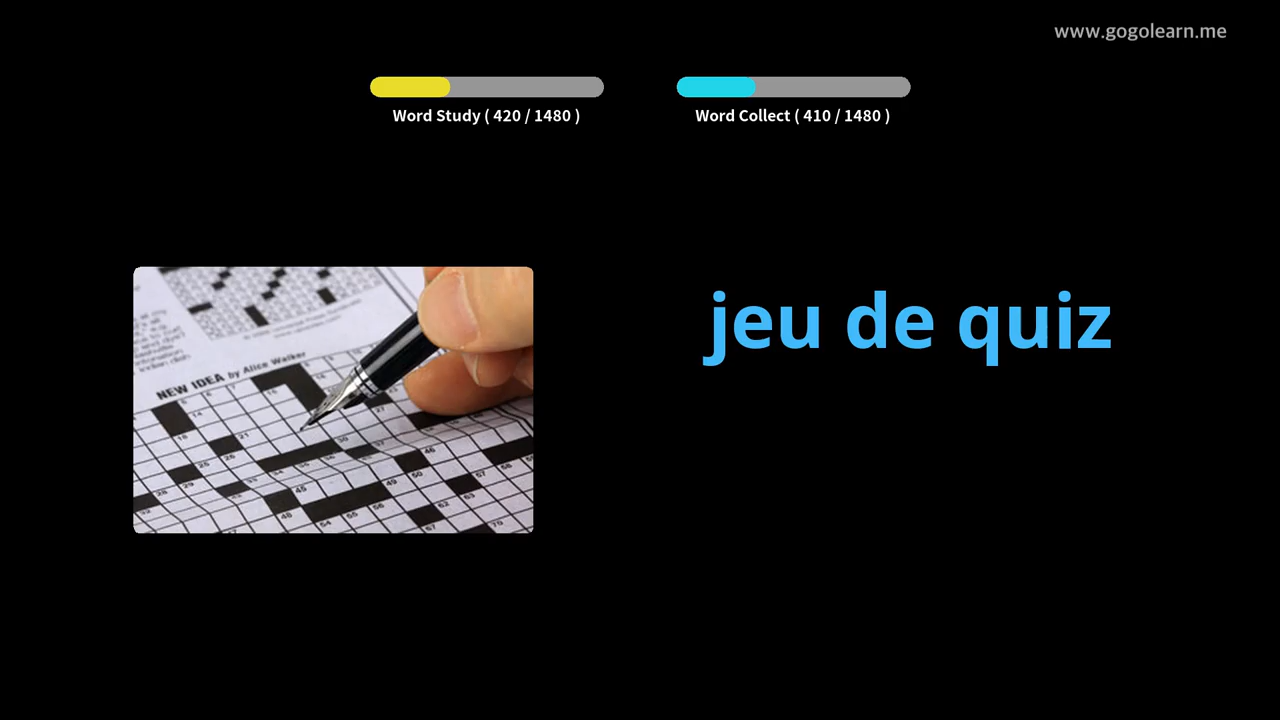 www.gogolearn.me
Word Study ( 420 / 1480 )
Word Collect ( 410 / 1480 )
jeu de quiz
NEW IDEA by Alice Walker